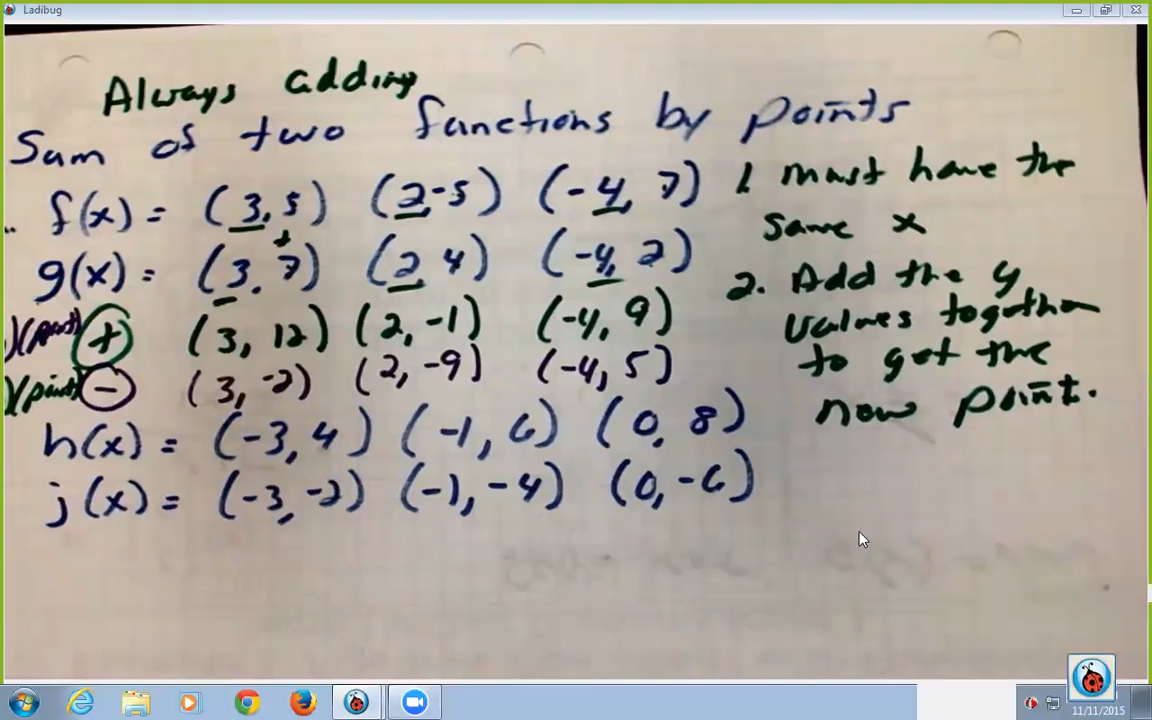 Ladibug
Always adding
Sum of two functions by points
f(x) = (3, 5) (2 -5) (-4, 7)
+
g(x) = (3, 7) (2, 4) (-4, 2)
+ (3, 12) (2, -1) (-4, 9)
- (3, -2) (2, -9) (-4, 5)
h(x) = (-3, 4) (-1, 6) (0, 8)
j(x) = (-3, -2) (-1, -4) (0, -6)
1. must have the
same x
2. Add the y
values together
to get the
new point.
11/11/2015